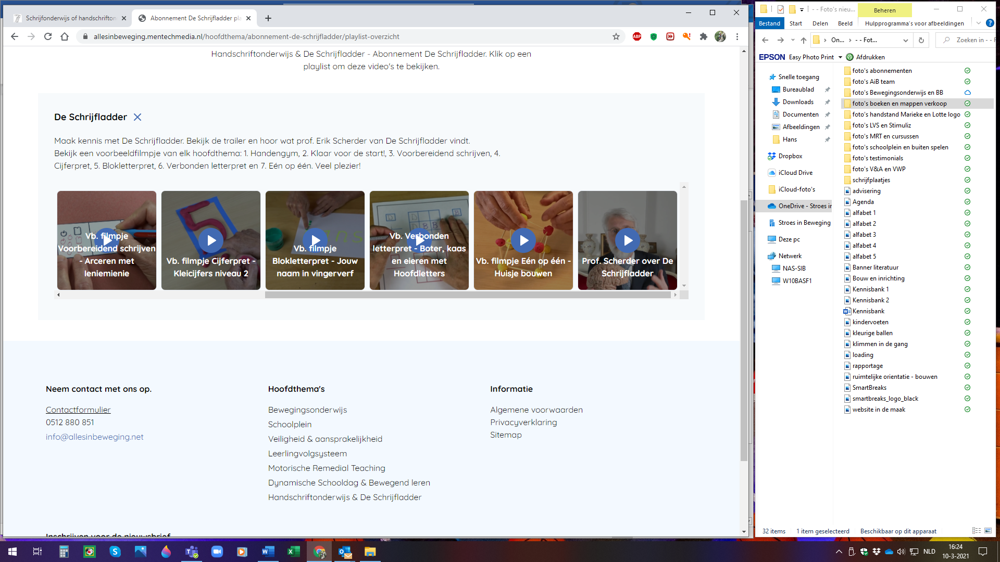 Schrijfonderwijs of handschrifton
Abonnement De Schrijfladder pla
allesinbeweging.mentechmedia.nl/hoofdthema/abonnement-de-schrijfladder/playlist-overzicht
ABP
Handschriftonderwijs & De Schrijfladder - Abonnement De Schrijfladder. Klik op een
playlist om deze video's te bekijken.
De Schrijfladder
Maak kennis met De Schrijfladder. Bekijk de trailer en hoor wat prof. Erik Scherder van De Schrijfladder vindt.
Bekijk een voorbeeldfilmpje van elk hoofdthema: 1. Handengym, 2. Klaar voor de start!, 3. Voorbereidend schrijven, 4.
Cijferpret, 5. Blokletterpret, 6. Verbonden letterpret en 7. Eén op één. Veel plezier!
Vb. filmpje
Voorbereidend schrijven
- Arceren met
leniemienie
Vb. filmpje Cijferpret -
Kleicijfers niveau 2
Vb. filmpje
Blokletterpret - Jouw
naam in vingerverf
Vb. Verbonden
letterpret - Boter, kaas
en eieren met
Hoofdletters
Vb. filmpje Eén op één -
Huisje bouwen
Prof. Scherder over De
Schrijfladder
Neem contact met ons op.
Contactformulier
0512 880 851
info@allesinbeweging.net
Hoofdthema's
Bewegingsonderwijs
Schoolplein
Veiligheid & aansprakelijkheid
Leerlingvolgsysteem
Motorische Remedial Teaching
Dynamische Schooldag & Bewegend leren
Handschriftonderwijs & De Schrijfladder
Informatie
Algemene voorwaarden
Privacyverklaring
Sitemap
Inschrijven voor de nieuwsbrief
- - Foto's nieu...
Beheren
Bestand
Start
Delen
Beeld
Hulpprogramma's voor afbeeldingen
On...
- - Fot...
Zoeken in - - F
EPSON
Easy Photo Print
Afdrukken
Snelle toegang
Bureaublad
Downloads
Documenten
Afbeeldingen
Hans
Dropbox
iCloud Drive
iCloud-foto's
OneDrive - Stroes ir
Stroes in Beweging
Deze pc
Netwerk
NAS-SIB
W10BASF1
foto's abonnementen
foto's AiB team
foto's Bewegingsonderwijs en BB
foto's boeken en mappen verkoop
foto's handstand Marieke en Lotte logo
foto's LVS en Stimuliz
foto's MRT en cursussen
foto's schoolplein en buiten spelen
foto's testimonials
foto's V&A en VWP
schrijfplaatjes
advisering
Agenda
alfabet 1
alfabet 2
alfabet 3
alfabet 4
alfabet 5
Banner literatuur
Bouw en inrichting
Kennisbank 1
Kennisbank 2
Kennisbank
kindervoeten
kleurige ballen
klimmen in de gang
loading
rapportage
ruimtelijke orientatie - bouwen
SmartBreaks
smartbreaks_logo_black
website in de maak
32 items
1 item geselecteerd
Beschikbaar op dit apparaat
NLD
16:24
10-3-2021